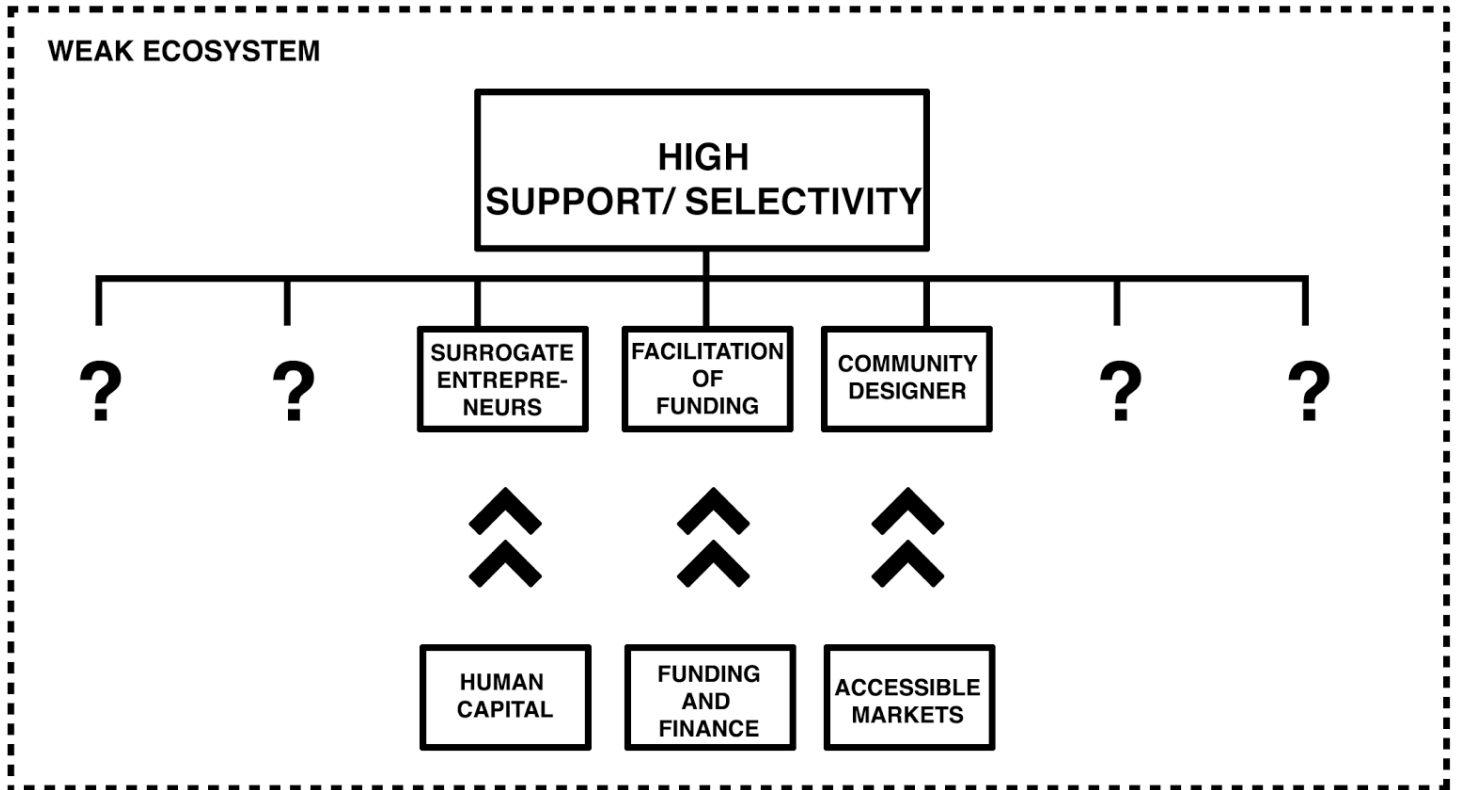 WEAK ECOSYSTEM
HIGH
SUPPORT/ SELECTIVITY
?
?
SURROGATE
ENTREPRE-
NEURS
FACILITATION
OF
FUNDING
COMMUNITY
DESIGNER
?
?
HUMAN
CAPITAL
FUNDING
AND
FINANCE
ACCESSIBLE
MARKETS